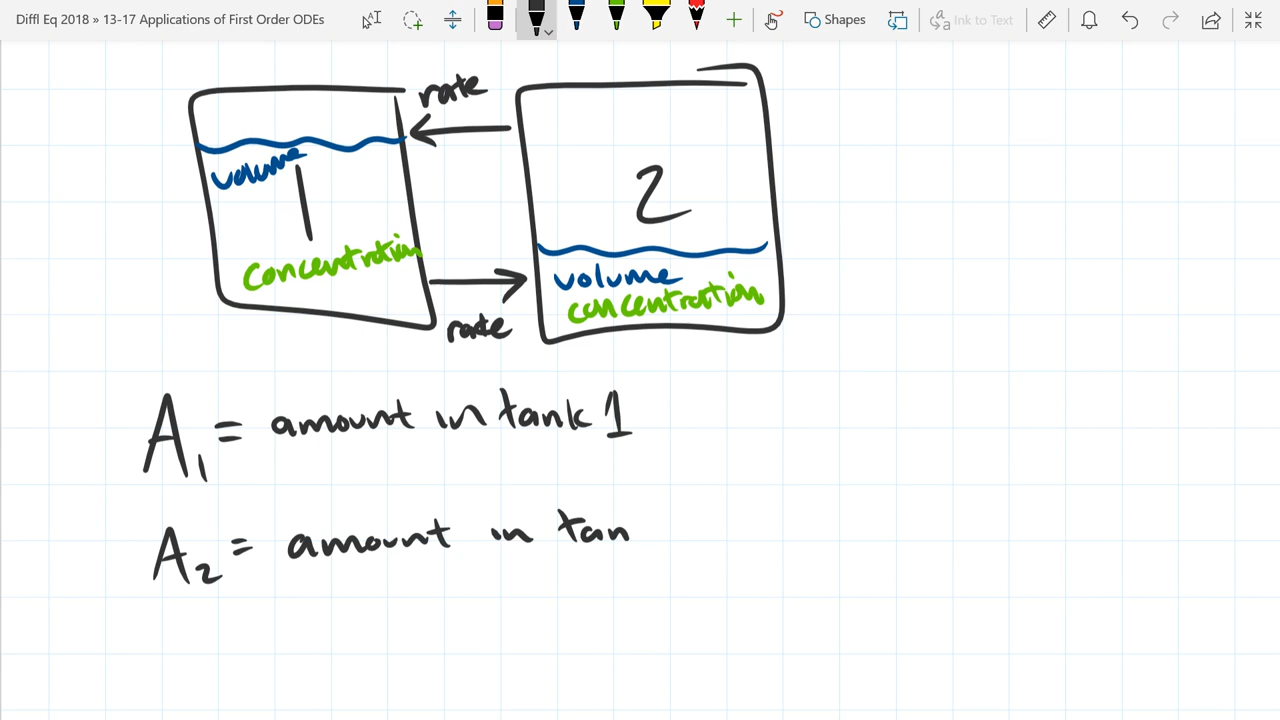 Diffl Eq 2018 » 13-17 Applications of First Order ODEs
Shapes
Ink to Text
rate
volume
1
concentration
2
volume
concentration
rate
A₁ = amount in tank 1
A₂ = amount in tan